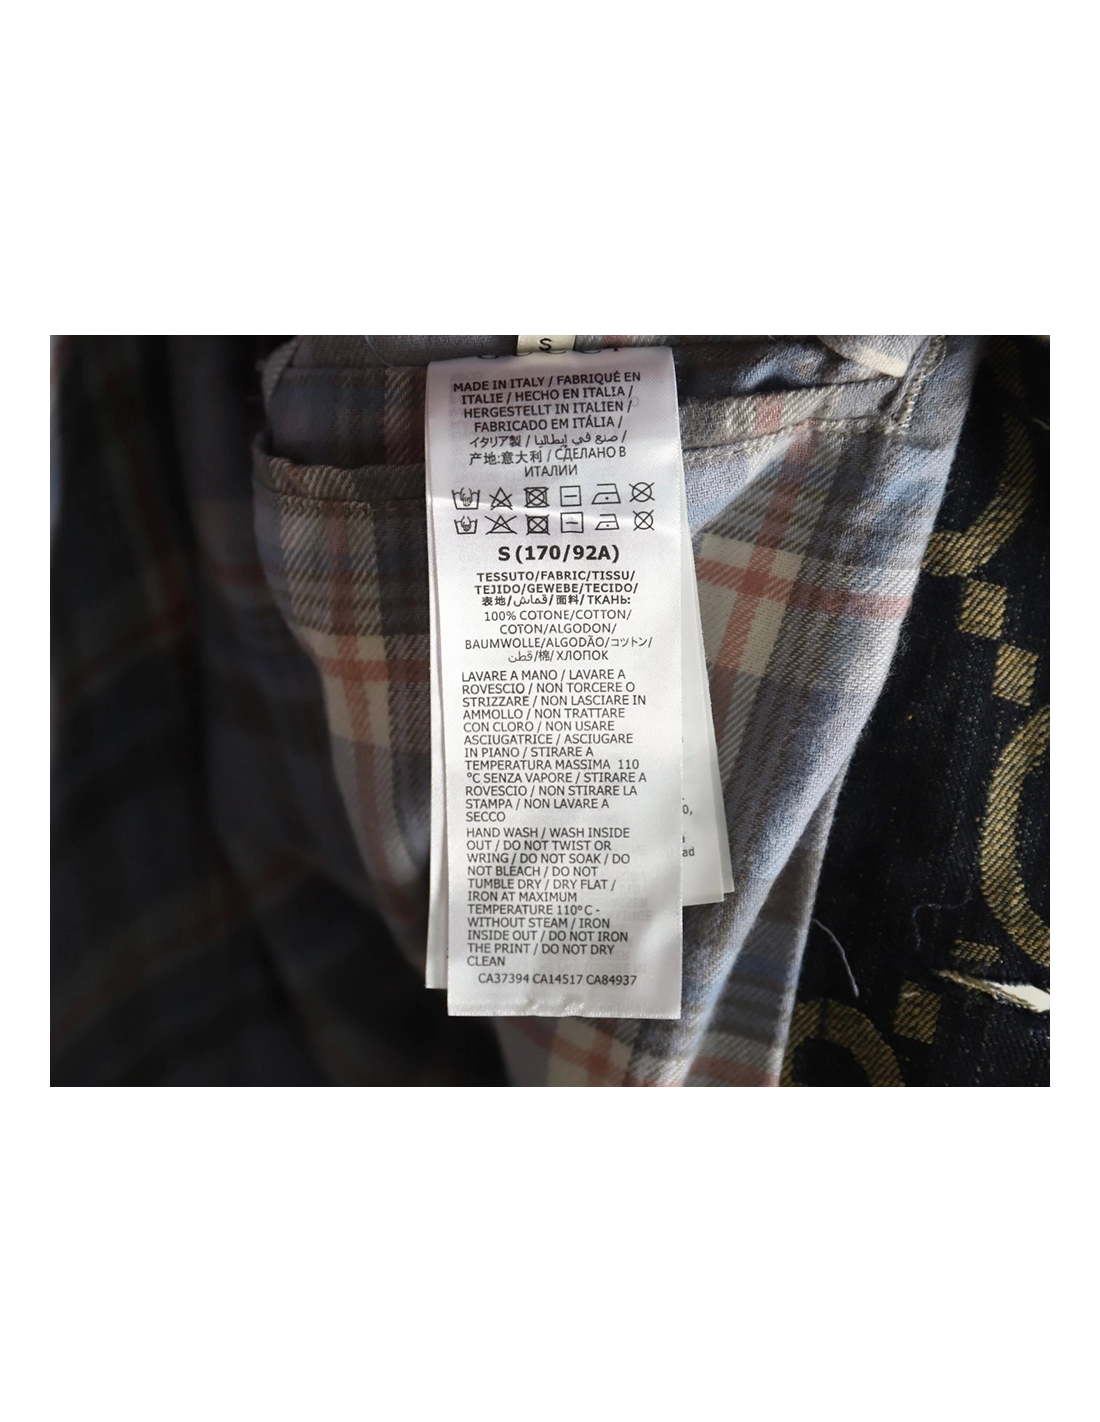 S
GUCCI
MADE IN ITALY / FABRIQUÉ EN
ITALIE / HECHO EN ITALIA /
HERGESTELLT IN ITALIEN /
FABRICADO EM ITÁLIA /
イタリア製 / صنع في إيطاليا /
产地:意大利 / СДЕЛАНО В
ИТАЛИИ
S (170/92A)
TESSUTO/FABRIC/TISSU/
TEJIDO/GEWEBE/TECIDO/
表地/قماش/面料/ТКАНЬ:
100% COTONE/COTTON/
COTON/ALGODON/
BAUMWOLLE/ALGODÃO/コットン/
قطن/棉/ХЛОПОК
LAVARE A MANO / LAVARE A
ROVESCIO / NON TORCERE O
STRIZZARE / NON LASCIARE IN
AMMOLLO / NON TRATTARE
CON CLORO / NON USARE
ASCIUGATRICE / ASCIUGARE
IN PIANO / STIRARE A
TEMPERATURA MASSIMA 110
°C SENZA VAPORE / STIRARE A
ROVESCIO / NON STIRARE LA
STAMPA / NON LAVARE A
SECCO
HAND WASH / WASH INSIDE
OUT / DO NOT TWIST OR
WRING / DO NOT SOAK / DO
NOT BLEACH / DO NOT
TUMBLE DRY / DRY FLAT /
IRON AT MAXIMUM
TEMPERATURE 110°C -
WITHOUT STEAM / IRON
INSIDE OUT / DO NOT IRON
THE PRINT / DO NOT DRY
CLEAN
CA37394 CA14517 CA84937